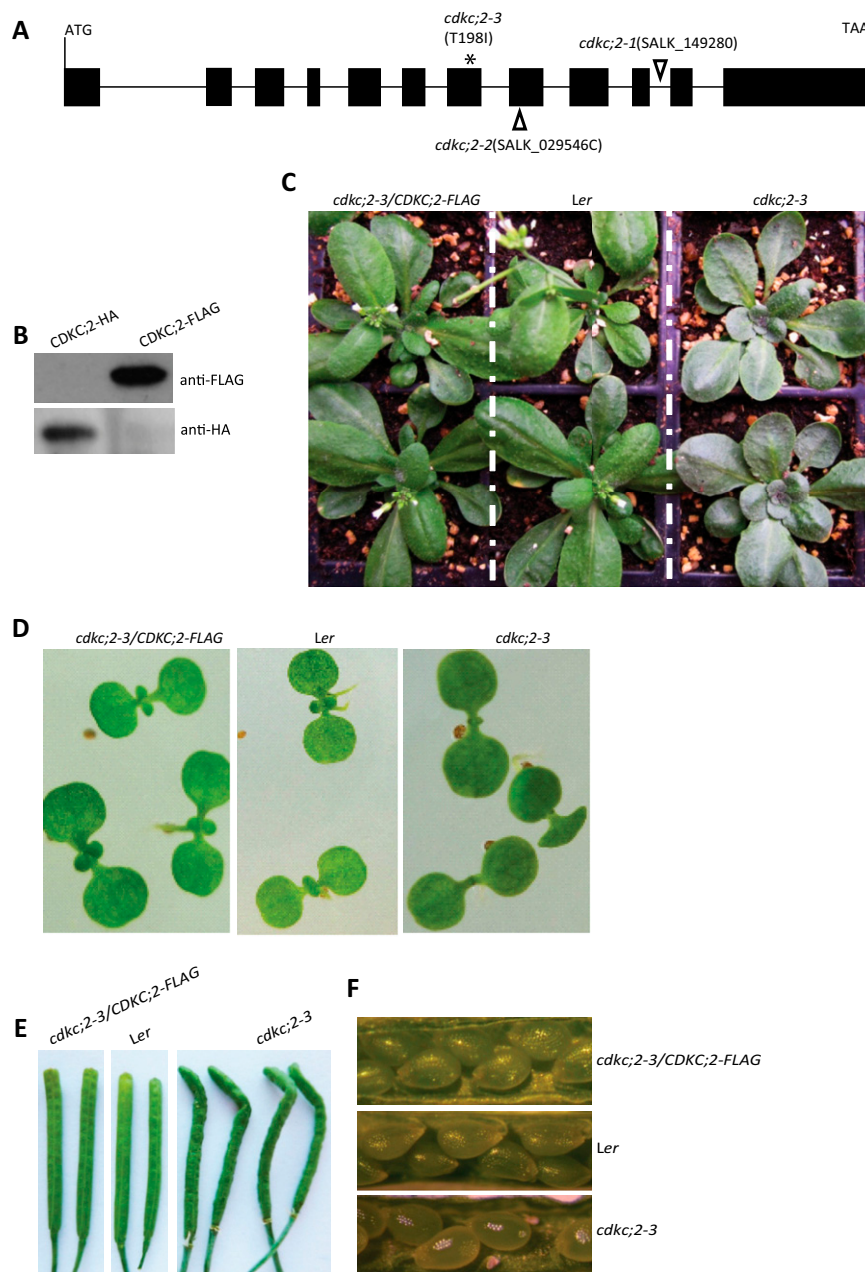 A
ATG
cdkc;2-3
(T198I)
*
cdkc;2-1(SALK_149280)
TAA
cdkc;2-2(SALK_029546C)
C
cdkc;2-3/CDKC;2-FLAG
Ler
cdkc;2-3
B
CDKC;2-HA
CDKC;2-FLAG
anti-FLAG
anti-HA
D
cdkc;2-3/CDKC;2-FLAG
Ler
cdkc;2-3
E
cdkc;2-3/CDKC;2-FLAG
Ler
cdkc;2-3
F
cdkc;2-3/CDKC;2-FLAG
Ler
cdkc;2-3